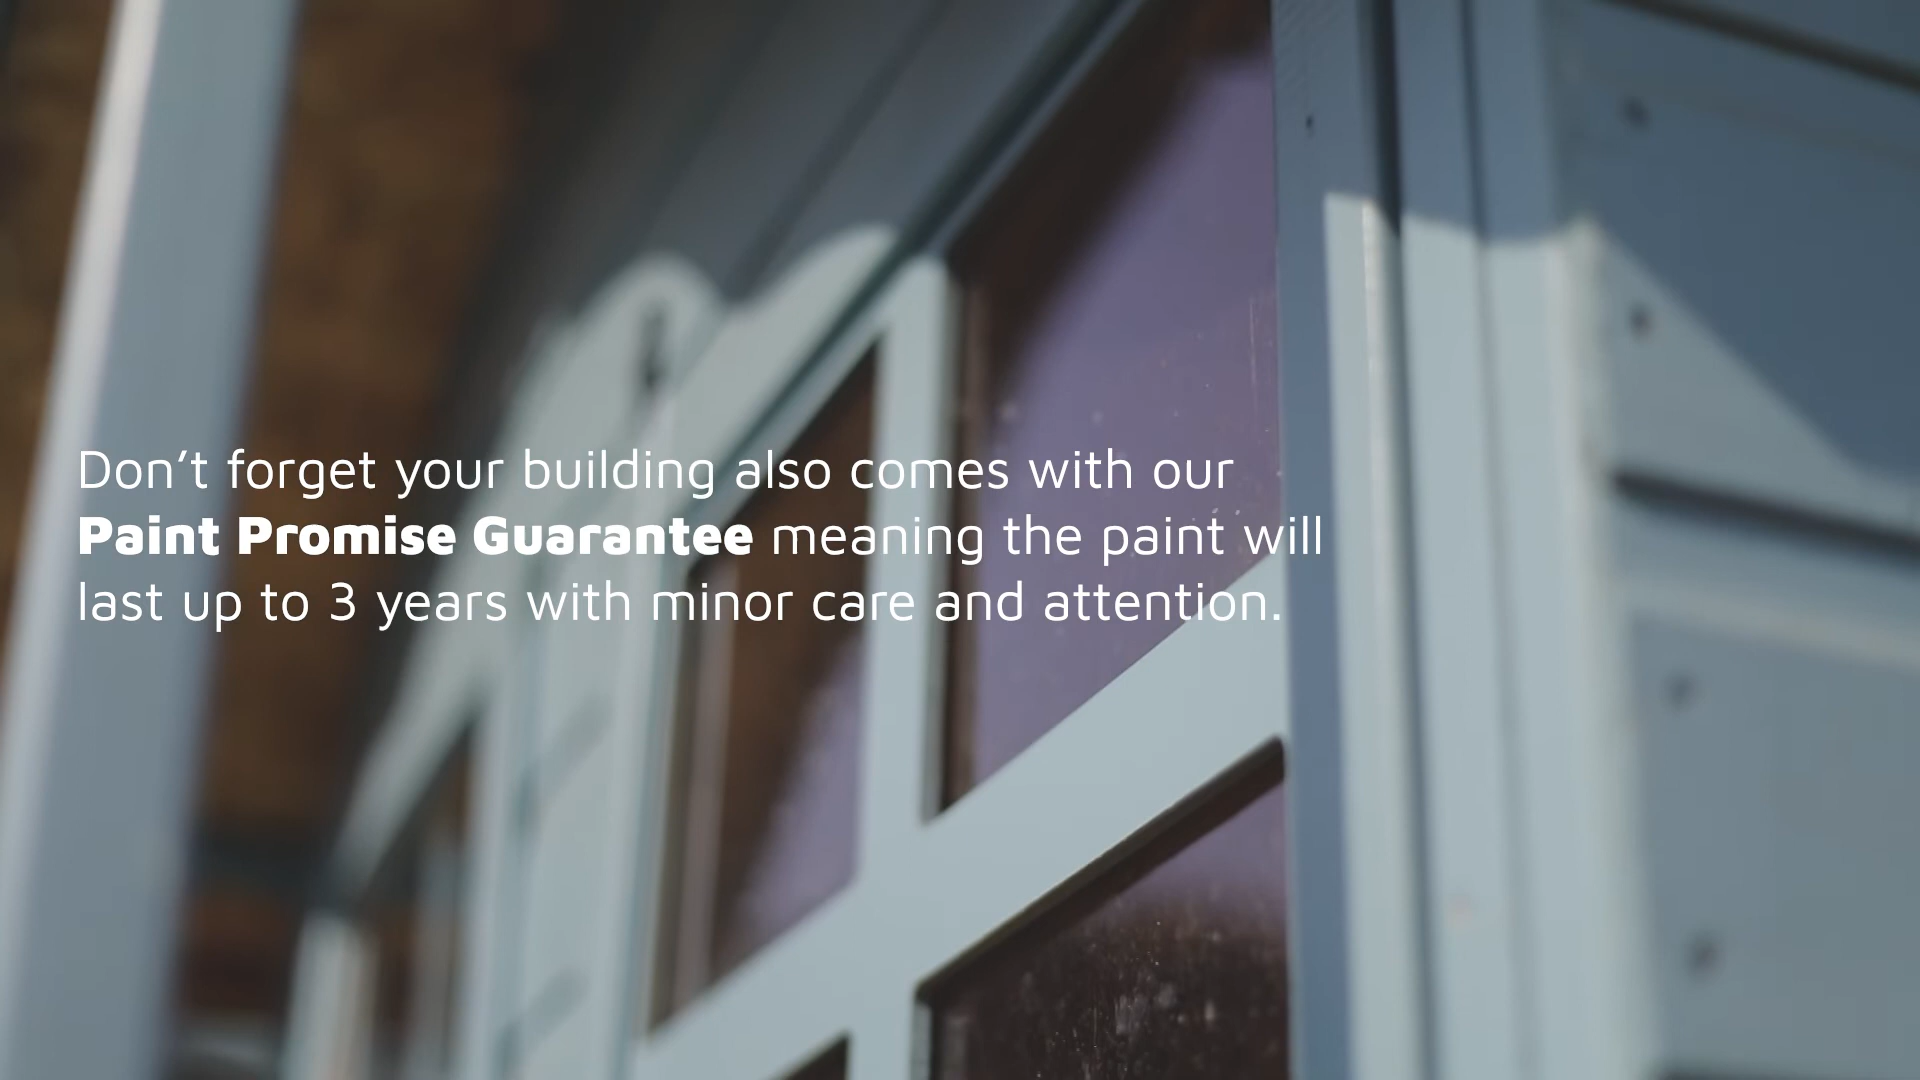 Don’t forget your building also comes with our
Paint Promise Guarantee meaning the paint will
last up to 3 years with minor care and attention.